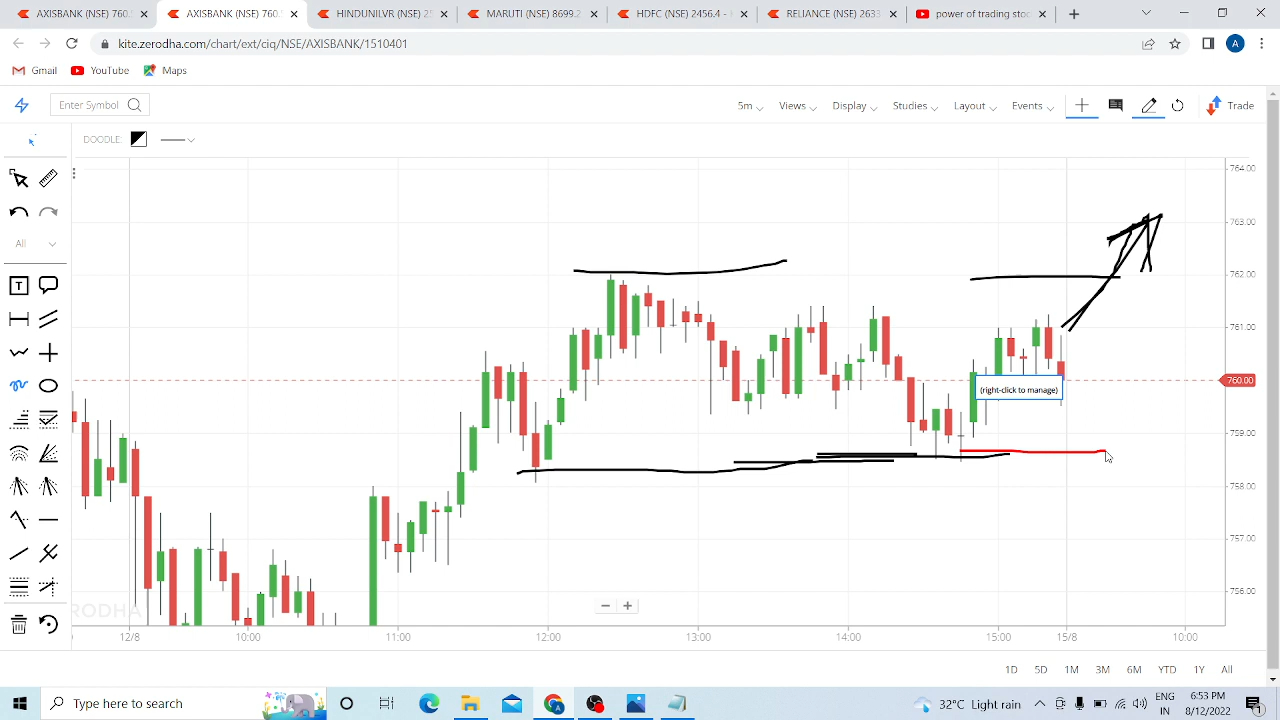 AXISBANK (NSE) 760.
AXISBANK (NSE) 760.
HINDUNILVR (NSE) 25
MARUTI (NSE) 8699.2
HDFC (NSE) 2456.4 -
RELIANCE (NSE) 2633
power of trading stoc
kite.zerodha.com/chart/ext/ciq/NSE/AXISBANK/1510401
A
Gmail
YouTube
Maps
Enter Symbol
5m
Views
Display
Studies
Layout
Events
Trade
DOODLE:
All
T
764.00
763.00
762.00
761.00
760.00
759.00
758.00
757.00
756.00
(right-click to manage)
RODHA
12/8
10:00
11:00
12:00
13:00
14:00
15:00
15/8
10:00
1D
5D
1M
3M
6M
YTD
1Y
All
Type here to search
32°C Light rain
ENG
IN
6:53 PM
8/12/2022